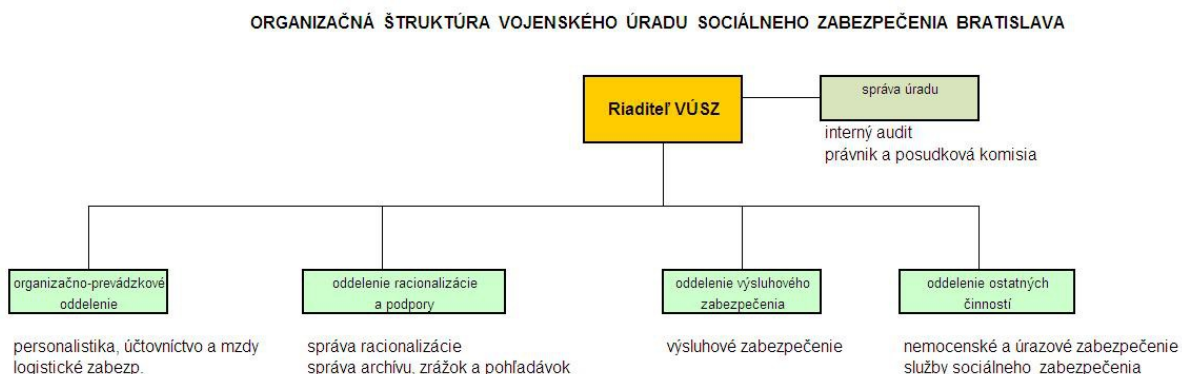 ORGANIZAČNÁ ŠTRUKTÚRA VOJENSKÉHO ÚRADU SOCIÁLNEHO ZABEZPEČENIA BRATISLAVA
Riaditeľ VÚSZ
správa úradu
interný audit
právnik a posudková komisia
organizačno-prevádzkové
oddelenie
personalistika, účtovníctvo a mzdy
logistické zabezp.
oddelenie racionalizácie
a podpory
správa racionalizácie
správa archívu, zrážok a pohľadávok
oddelenie výsluhového
zabezpečenia
výsluhové zabezpečenie
oddelenie ostatných
činností
nemocenské a úrazové zabezpečenie
služby sociálneho zabezpečenia